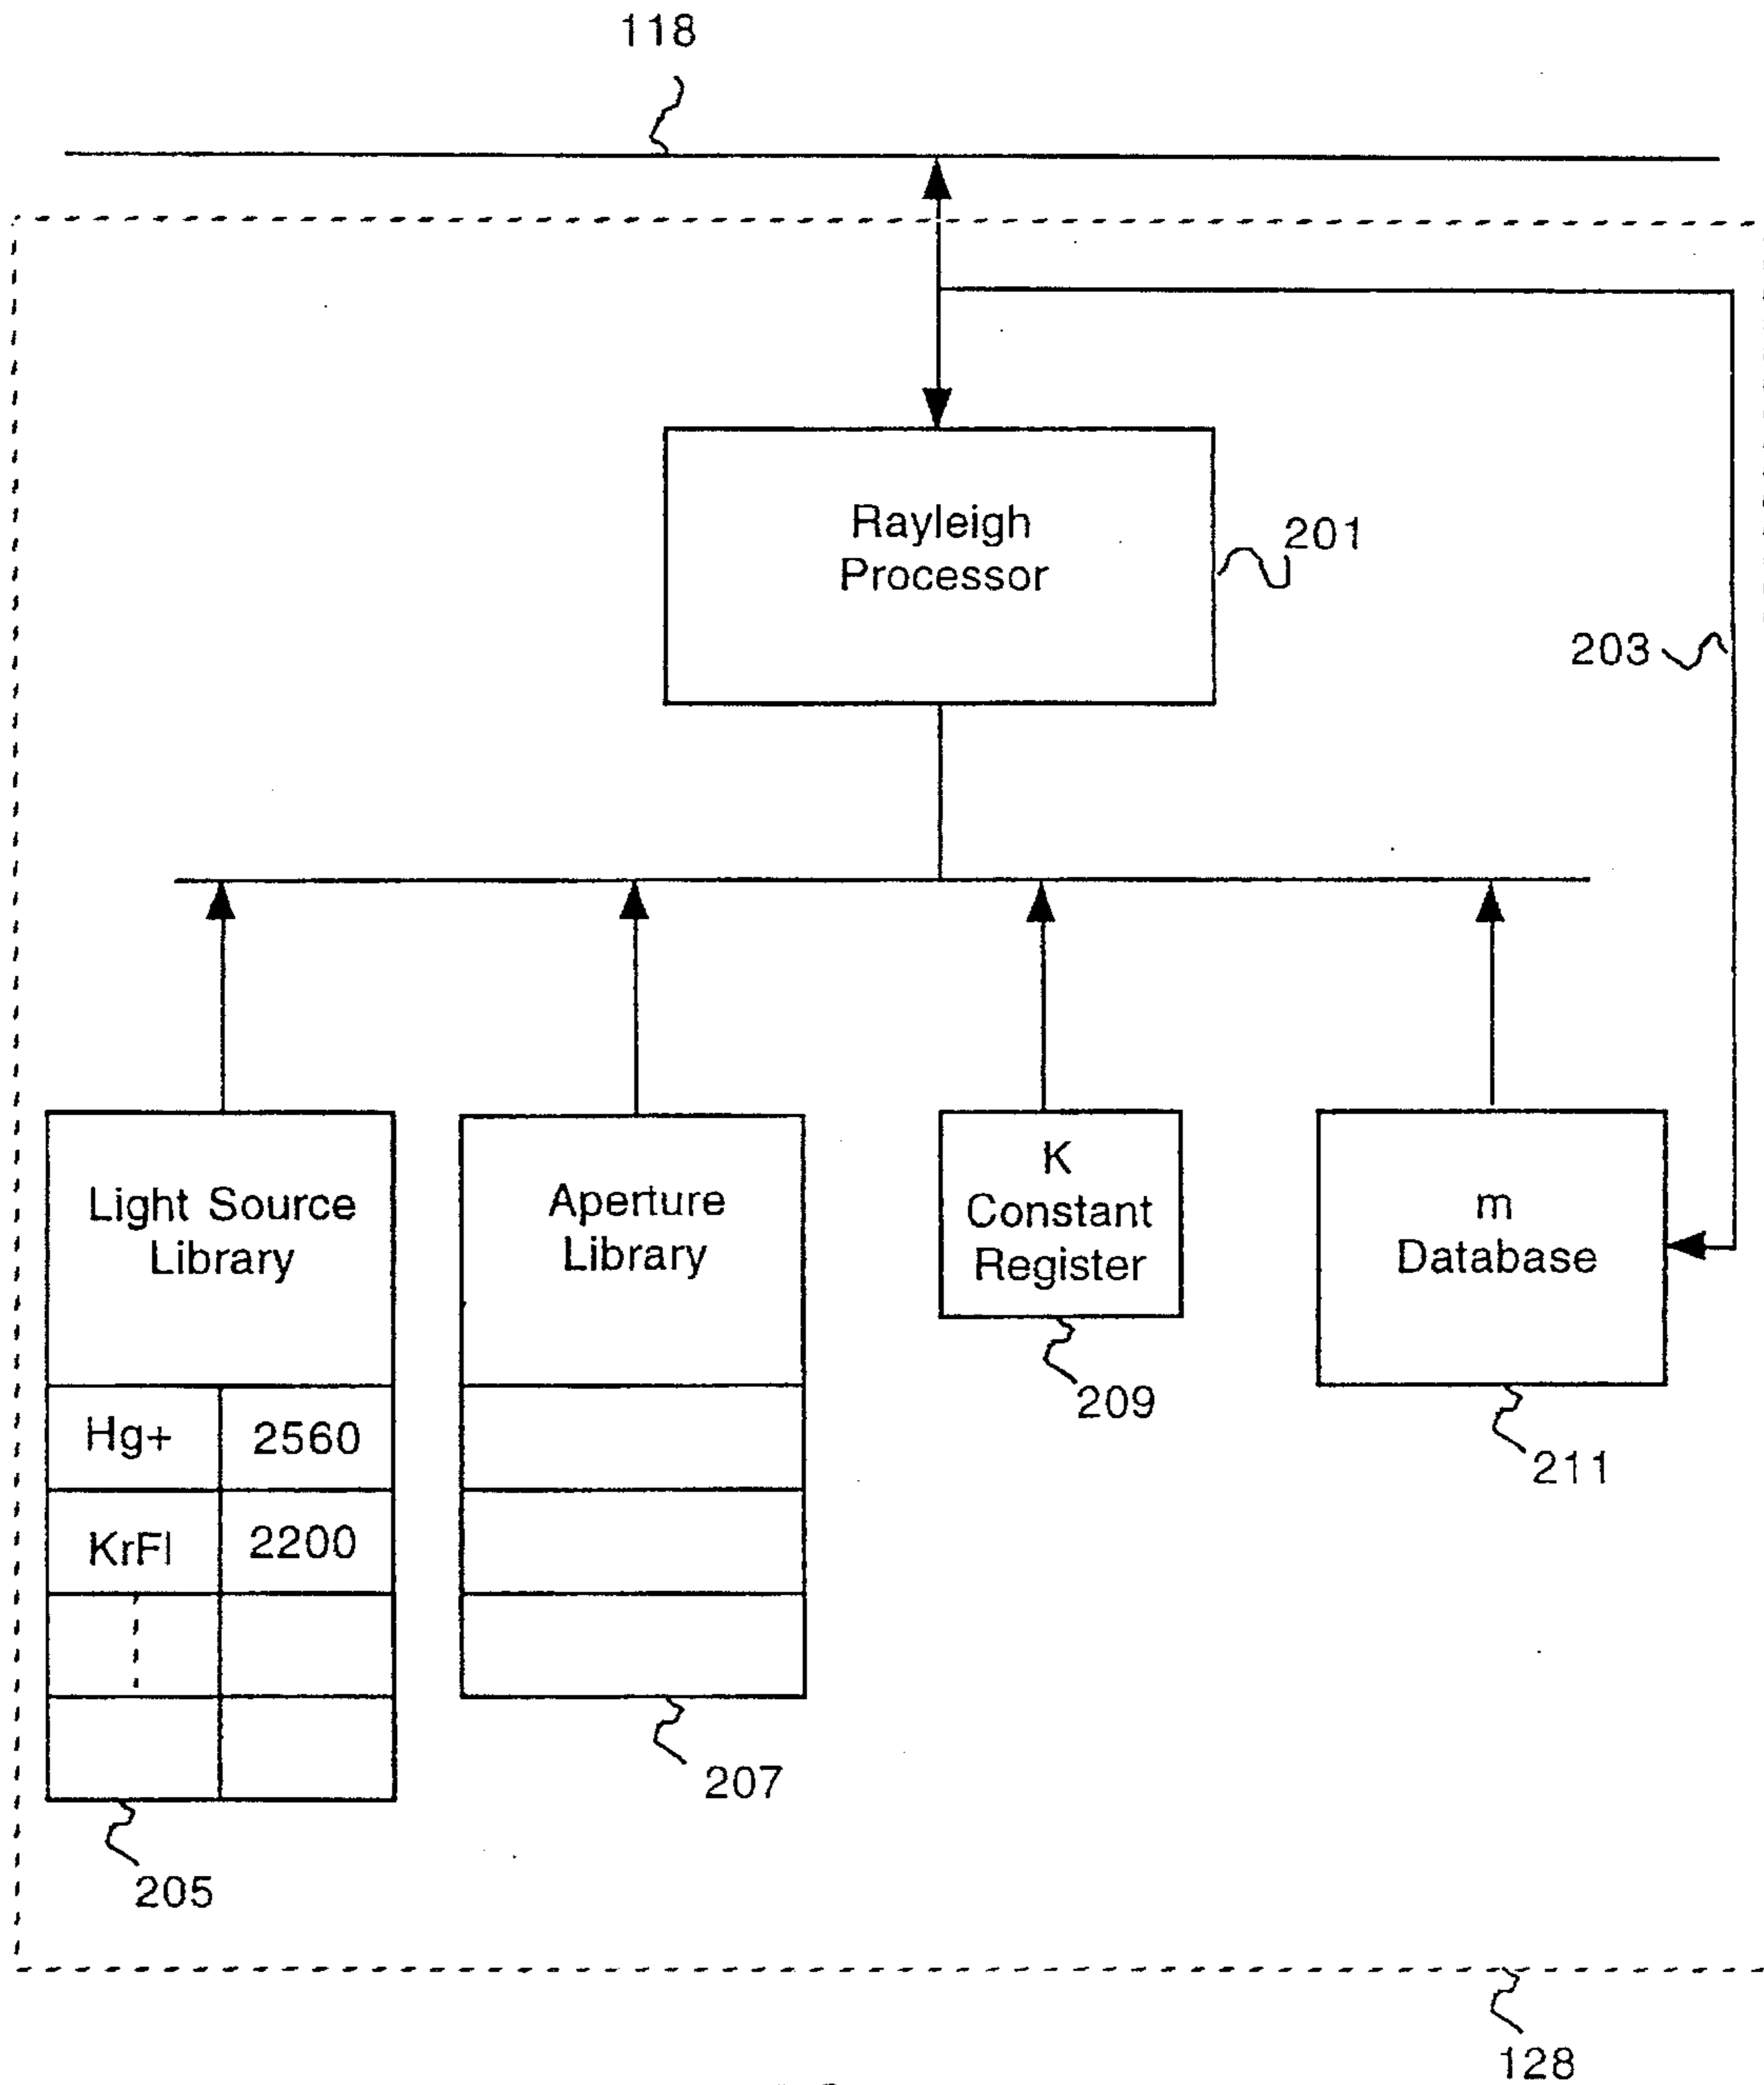 118
Rayleigh
Processor
201
203
Light Source
Library
Aperture
Library
K
Constant
Register
m
Database
209
211
Hg+ 2560
KrFl 2200
207
205
128